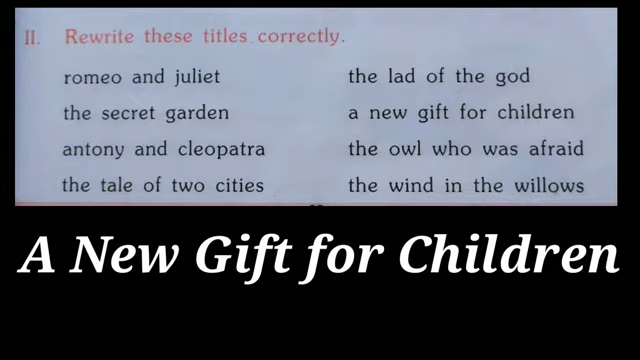 II. Rewrite these titles correctly.
romeo and juliet
the secret garden
antony and cleopatra
the tale of two cities
the lad of the god
a new gift for children
the owl who was afraid
the wind in the willows
A New Gift for Children